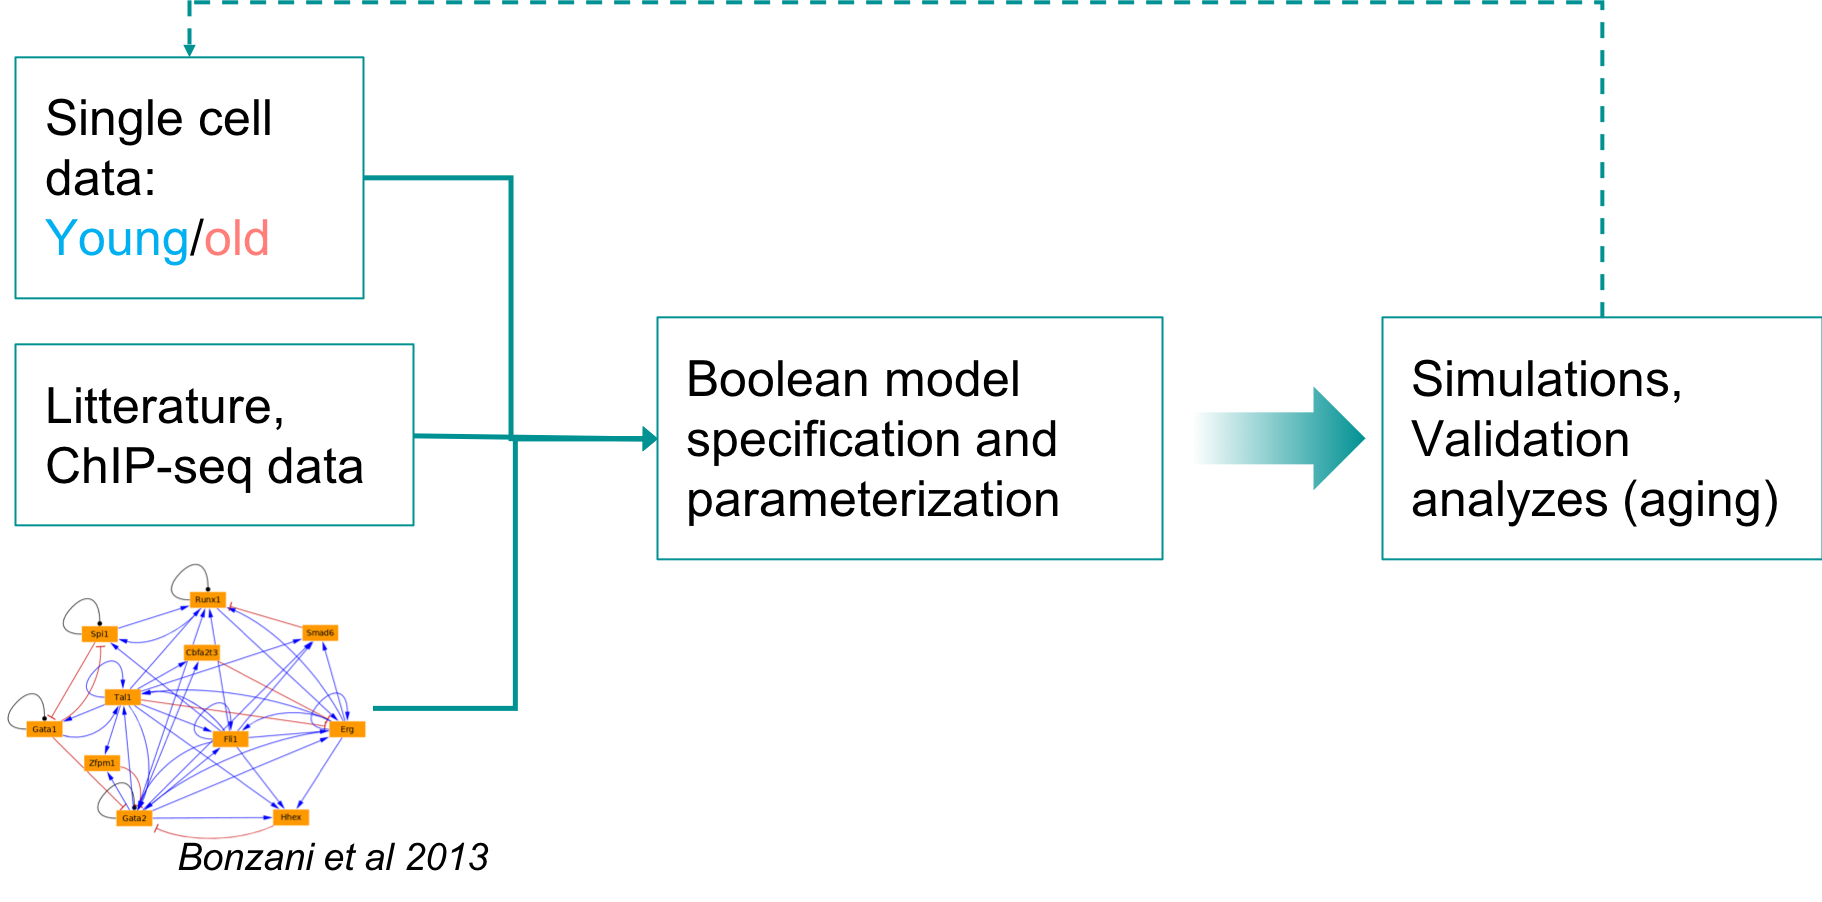 Single cell
data:
Young/old
Litterature,
ChIP-seq data
Boolean model
specification and
parameterization
Simulations,
Validation
analyzes (aging)
Runx1
Spi1
Smad6
Cbfa2t3
Tal1
Gata1
Fli1
Erg
Zfpm1
Gata2
Hhex
Bonzani et al 2013